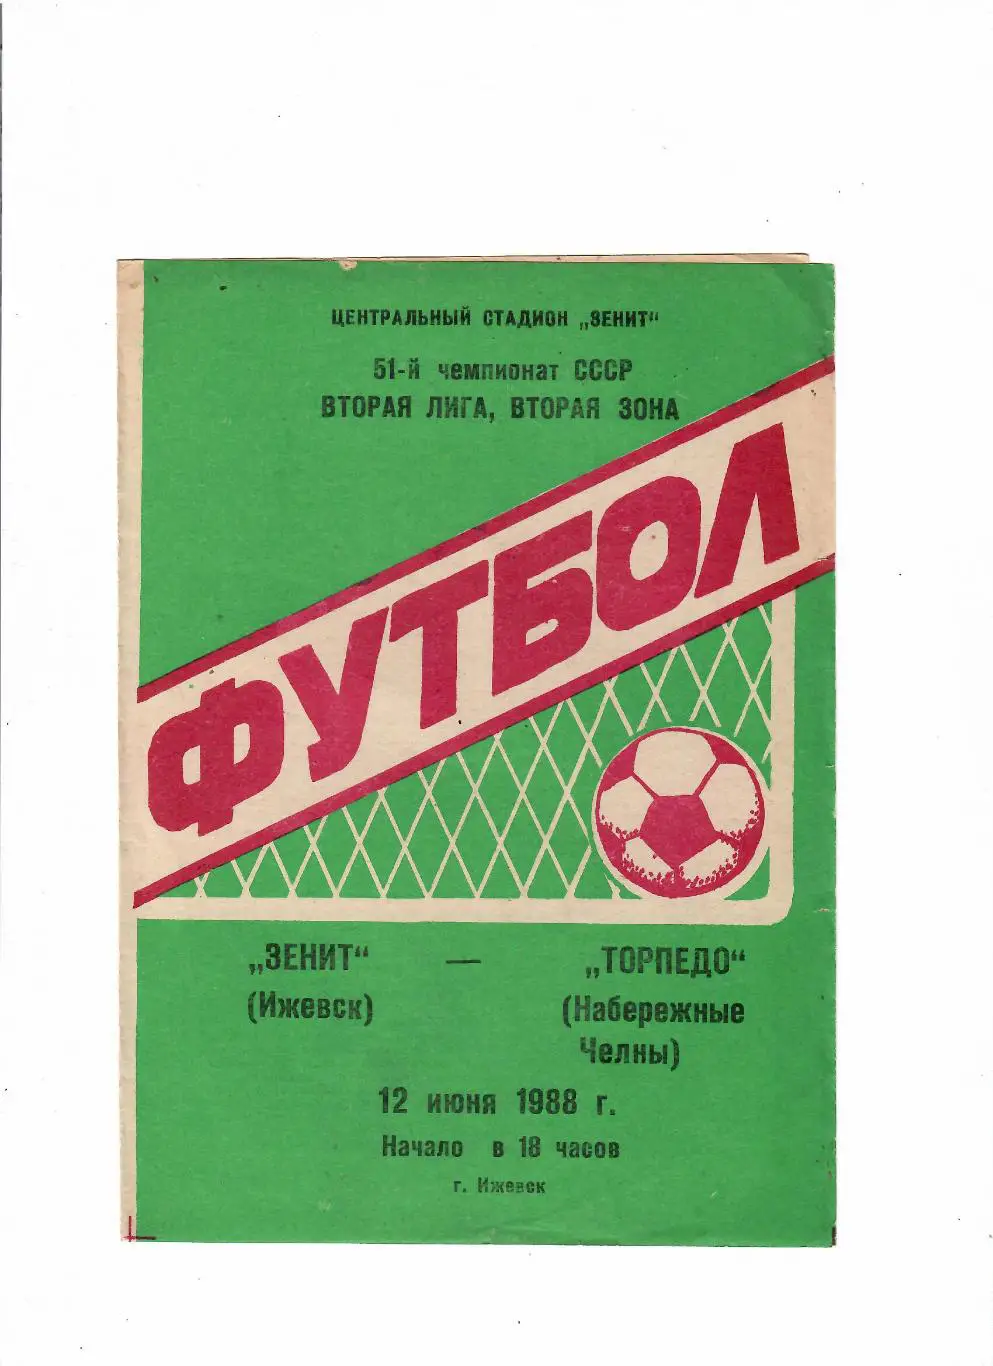 ЦЕНТРАЛЬНЫЙ СТАДИОН „ЗЕНИТ“
51-й чемпионат СССР
ВТОРАЯ ЛИГА, ВТОРАЯ ЗОНА
ФУТБОЛ
„ЗЕНИТ“ — „ТОРПЕДО“
(Ижевск) (Набережные
Челны)
12 июня 1988 г.
Начало в 18 часов
г. Ижевск